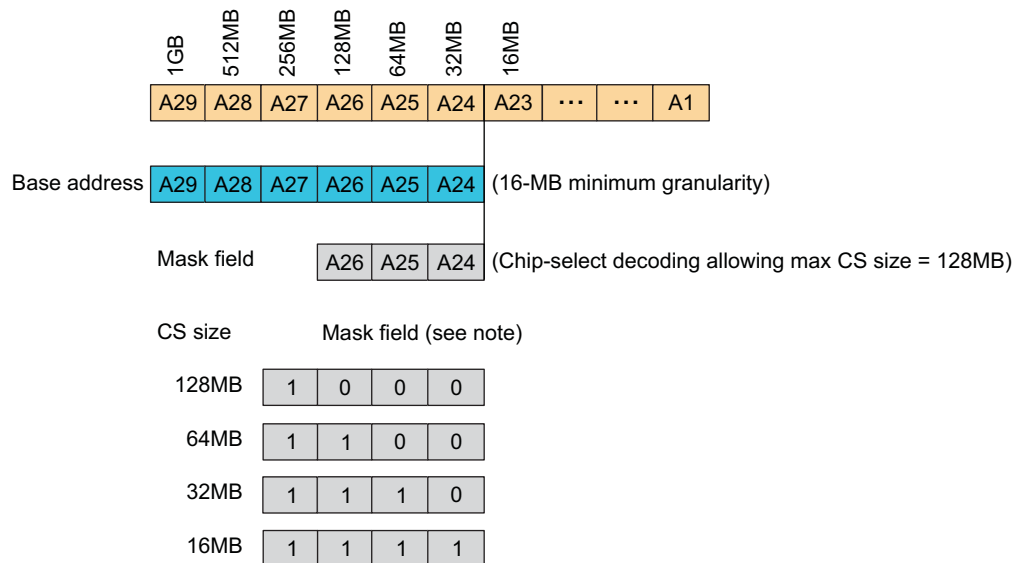 1GB 512MB 256MB 128MB 64MB 32MB 16MB
A29 A28 A27 A26 A25 A24 A23 ... ... A1
Base address A29 A28 A27 A26 A25 A24 (16-MB minimum granularity)
Mask field A26 A25 A24 (Chip-select decoding allowing max CS size = 128MB)
CS size Mask field (see note)
128MB 1 0 0 0
64MB 1 1 0 0
32MB 1 1 1 0
16MB 1 1 1 1